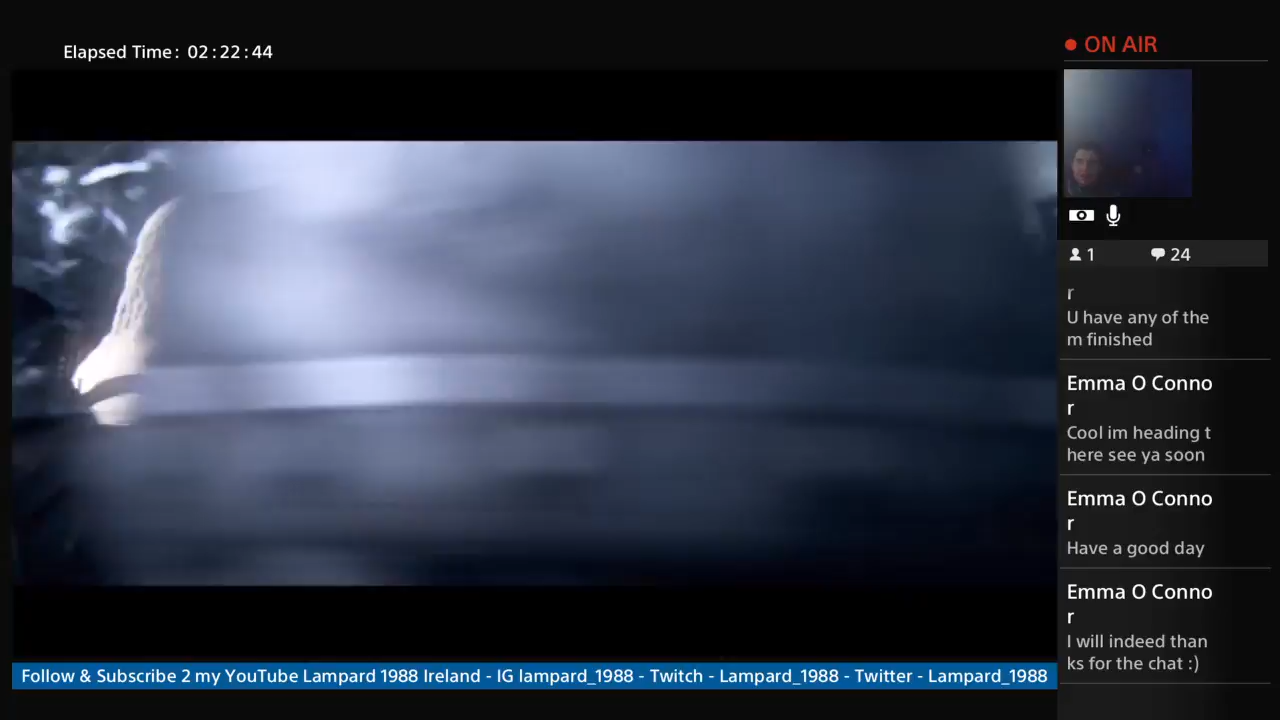 Elapsed Time: 02:22:44
ON AIR
1 24
r
U have any of the
m finished
Emma O Conno
r
Cool im heading t
here see ya soon
Emma O Conno
r
Have a good day
Emma O Conno
r
I will indeed than
ks for the chat :)
Follow & Subscribe 2 my YouTube Lampard 1988 Ireland - IG lampard_1988 - Twitch - Lampard_1988 - Twitter - Lampard_1988